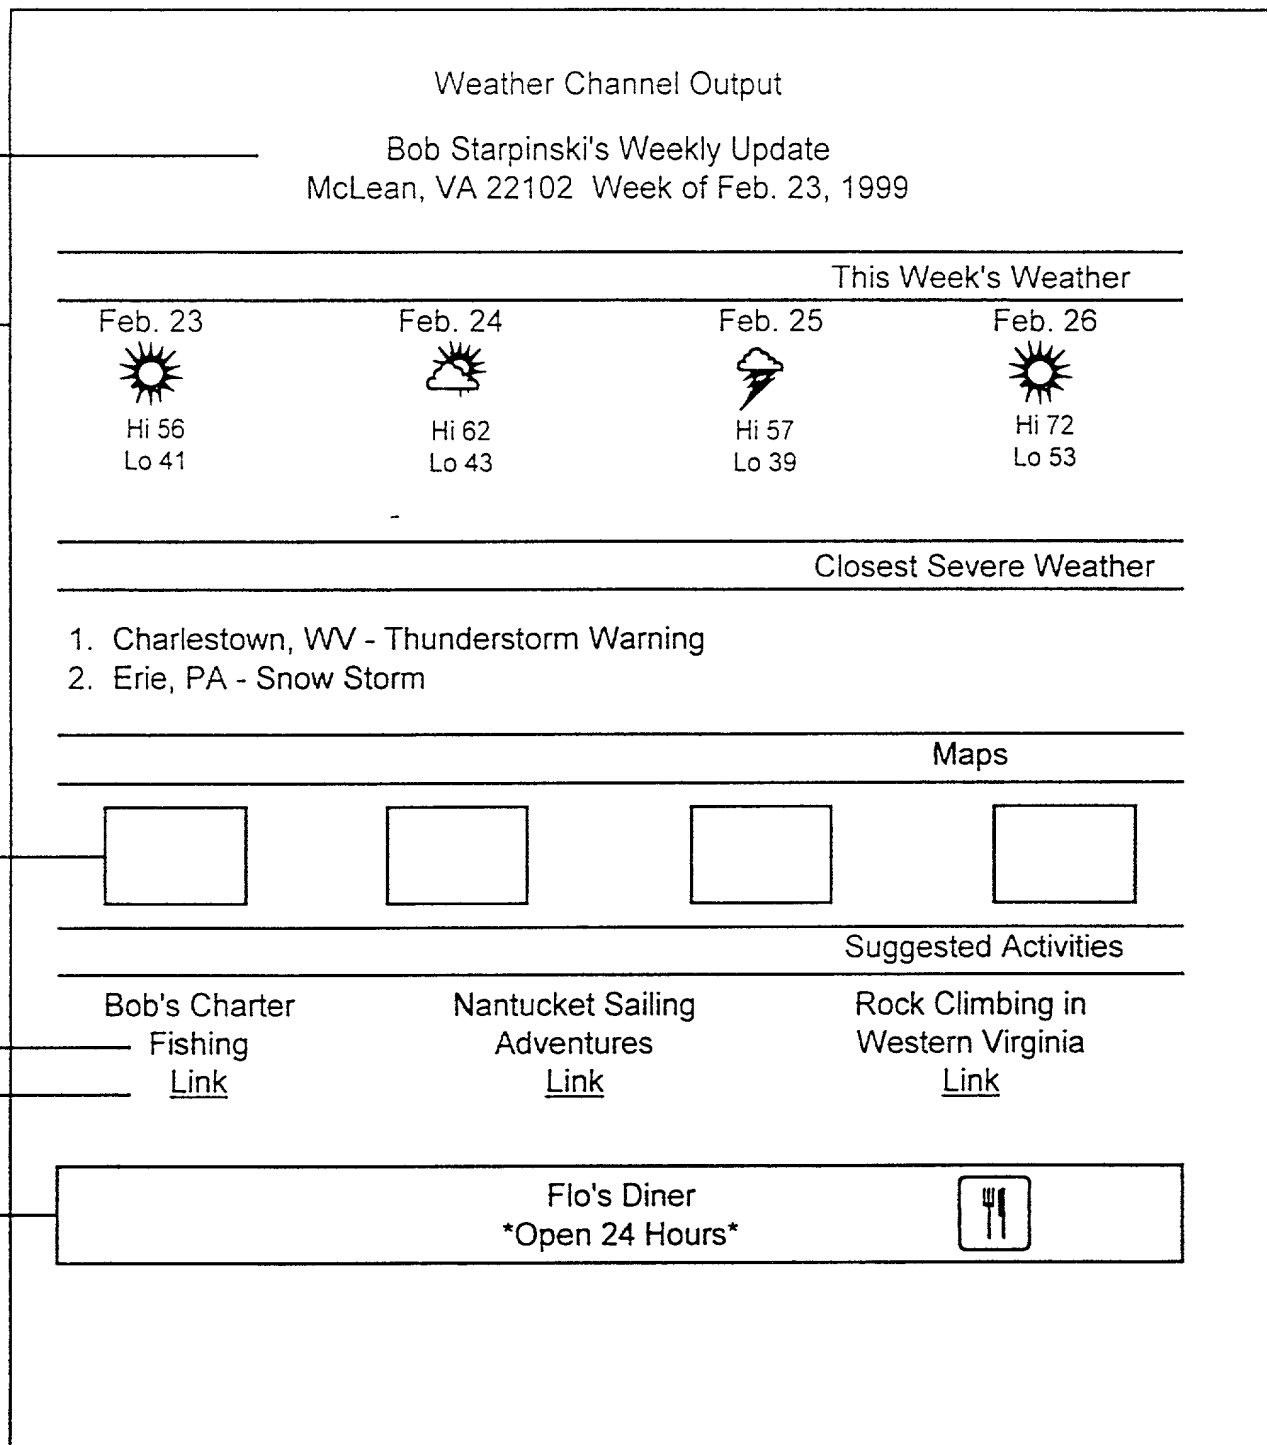 Weather Channel Output
Bob Starpinski's Weekly Update
McLean, VA 22102 Week of Feb. 23, 1999
This Week's Weather
Feb. 23 Feb. 24 Feb. 25 Feb. 26
Hi 56 Hi 62 Hi 57 Hi 72
Lo 41 Lo 43 Lo 39 Lo 53
Closest Severe Weather
1. Charlestown, WV - Thunderstorm Warning
2. Erie, PA - Snow Storm
Maps
Suggested Activities
Bob's Charter Nantucket Sailing Rock Climbing in
Fishing Adventures Western Virginia
Link Link Link
Flo's Diner
*Open 24 Hours*